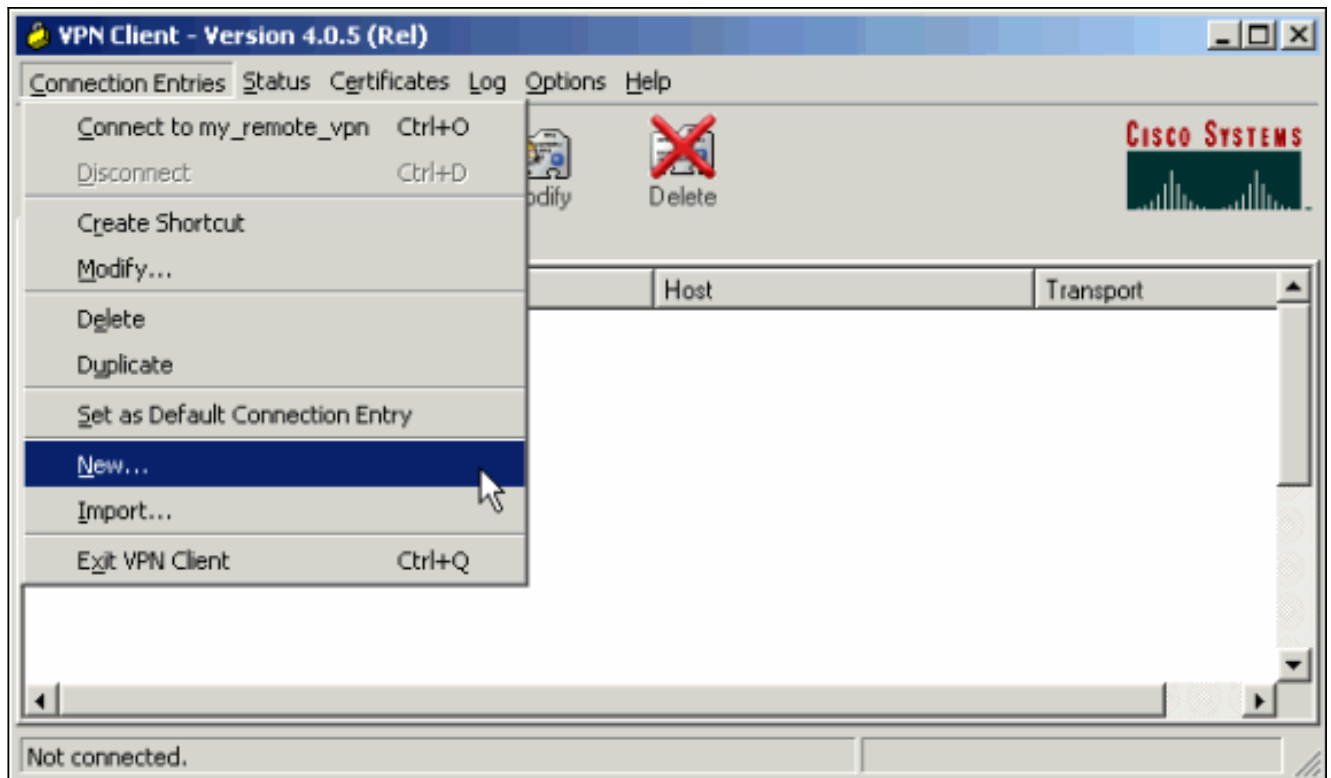 VPN Client - Version 4.0.5 (Rel)
Connection Entries Status Certificates Log Options Help
Connect to my_remote_vpn Ctrl+O
Disconnect Ctrl+D
Create Shortcut
Modify...
Delete
Duplicate
Set as Default Connection Entry
New...
Import...
Exit VPN Client Ctrl+Q
odify
Delete
CISCO SYSTEMS
Host
Transport
Not connected.